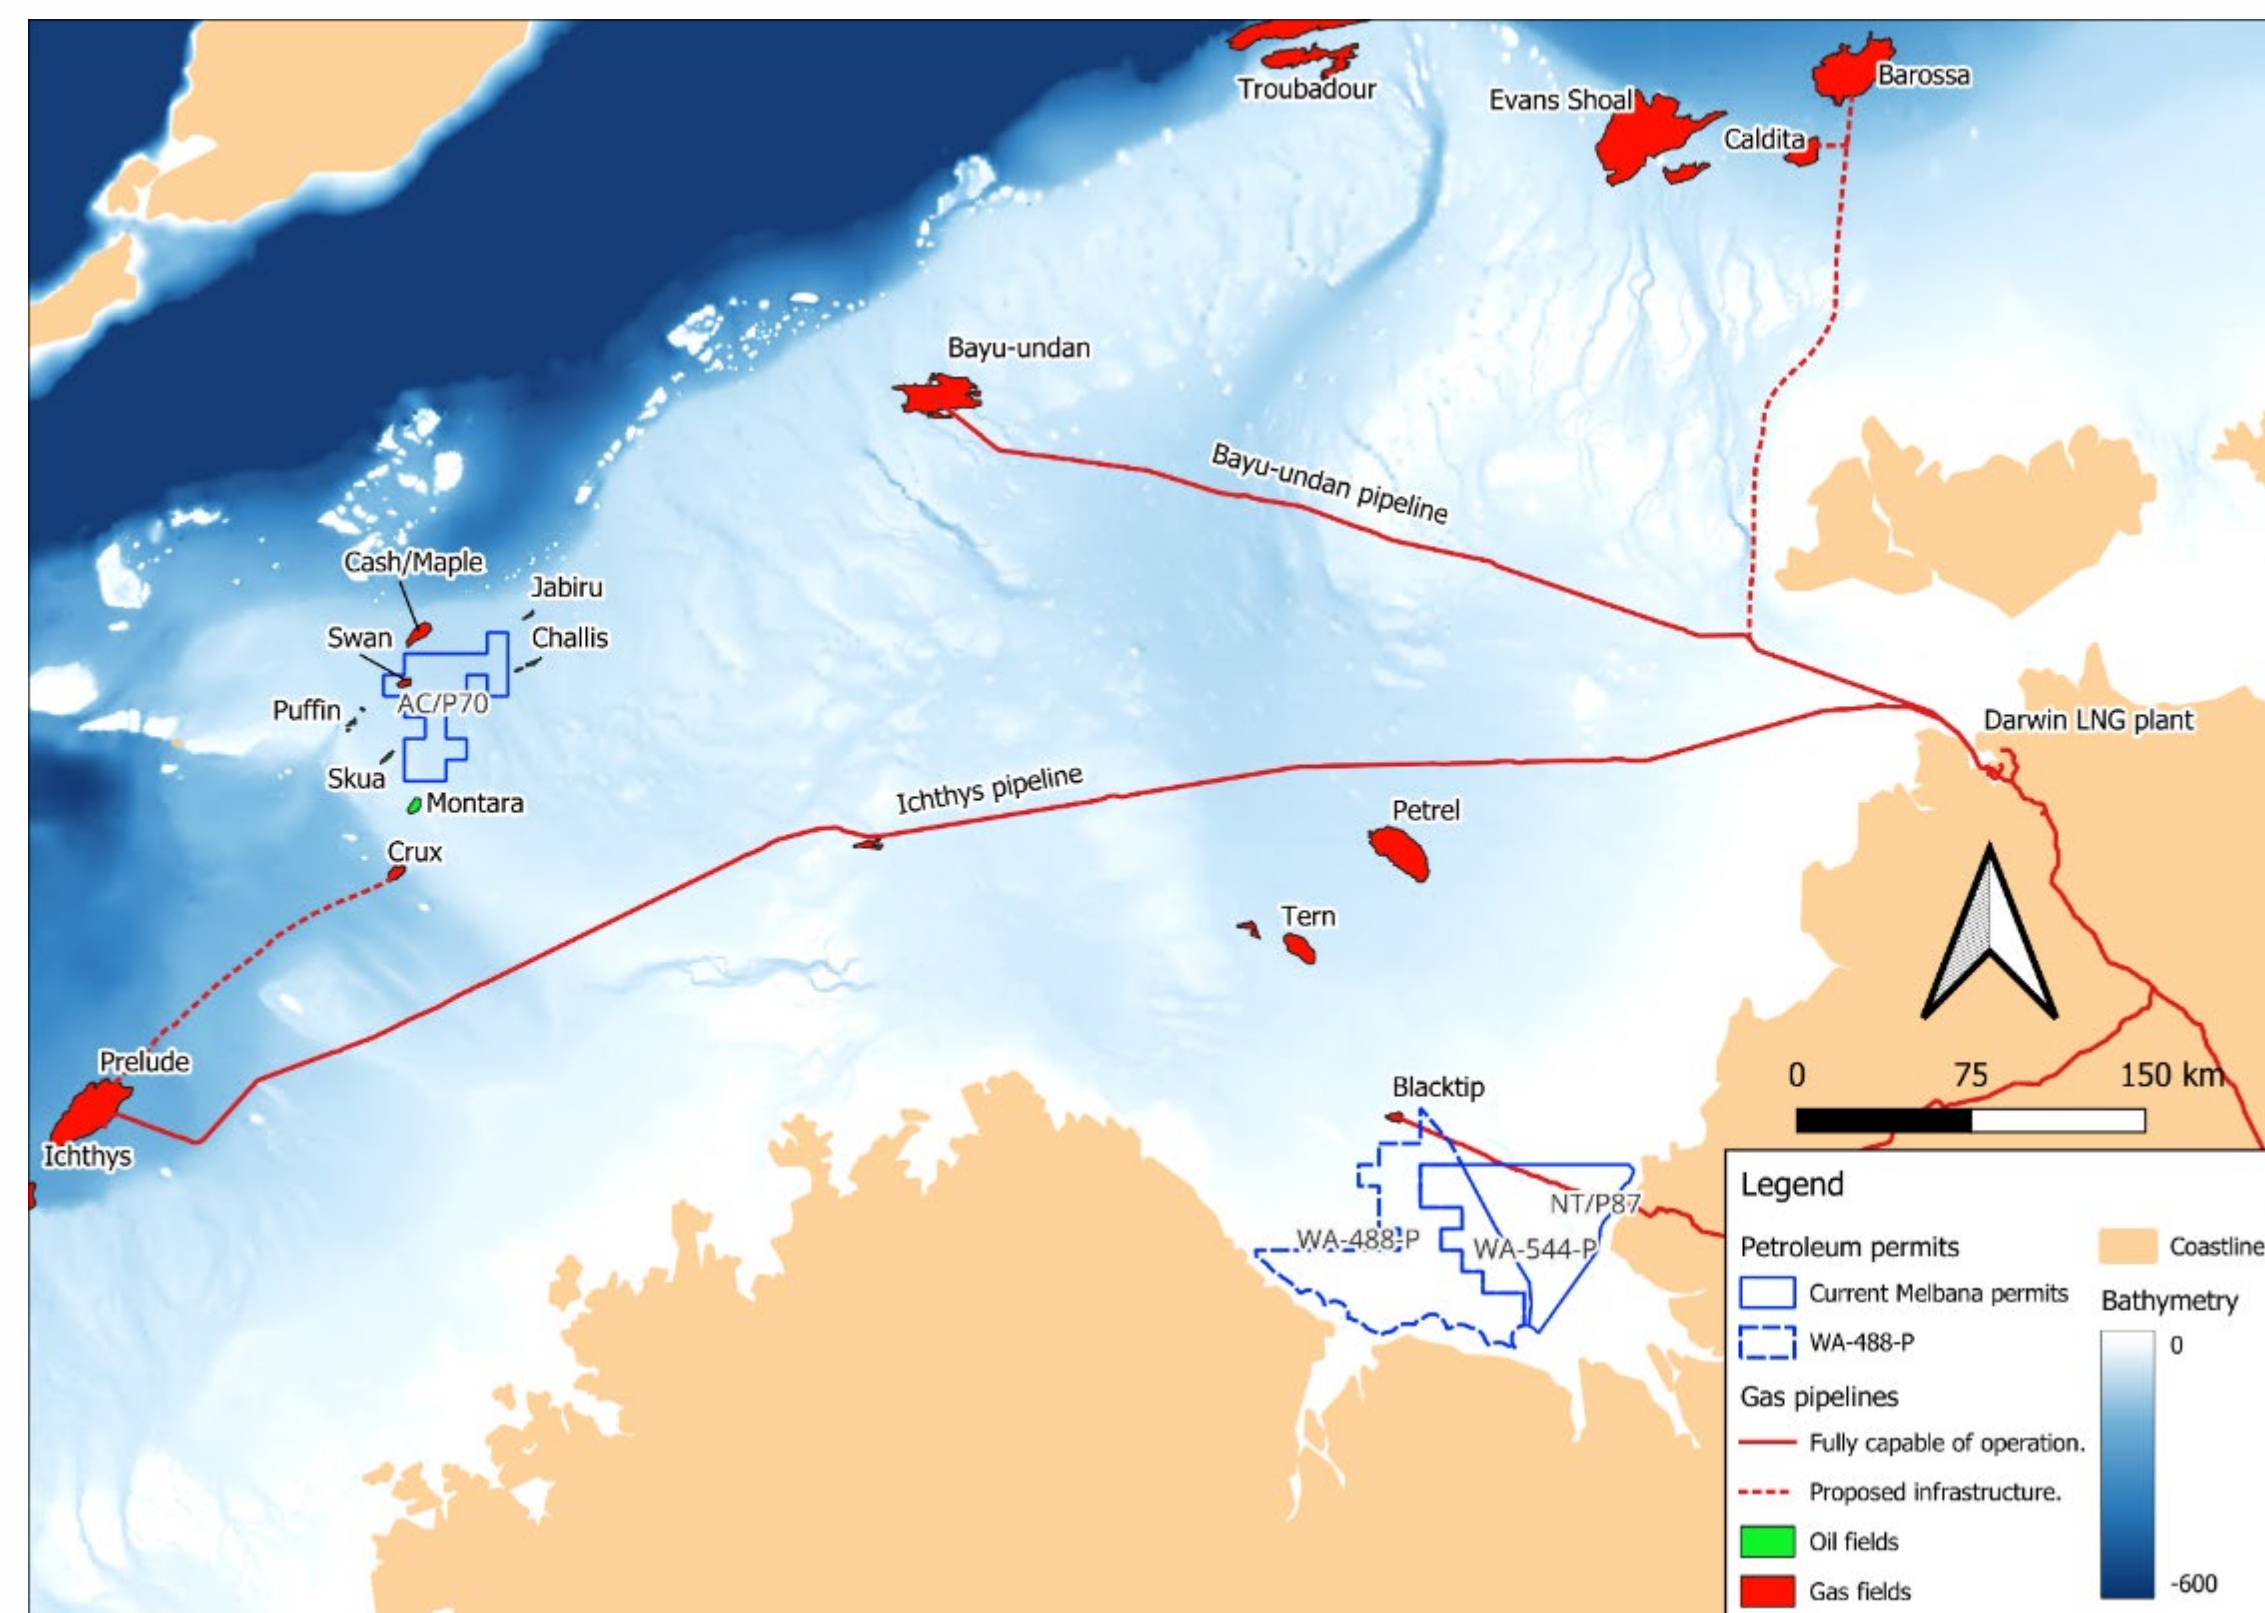 Troubadour
Barossa
Evans Shoal
Caldita
Bayu-undan
Bayu-undan pipeline
Cash/Maple
Jabiru
Swan
Challis
AC/P70
Puffin
Skua
Montara
Crux
Darwin LNG plant
Ichthys pipeline
Petrel
Tern
Prelude
Ichthys
Blacktip
NT/P87
WA-488-P
WA-544-P
0 75 150 km
Legend
Petroleum permits
Current Melbana permits
WA-488-P
Gas pipelines
Fully capable of operation.
Proposed infrastructure.
Oil fields
Gas fields
Coastline
Bathymetry
0
-600